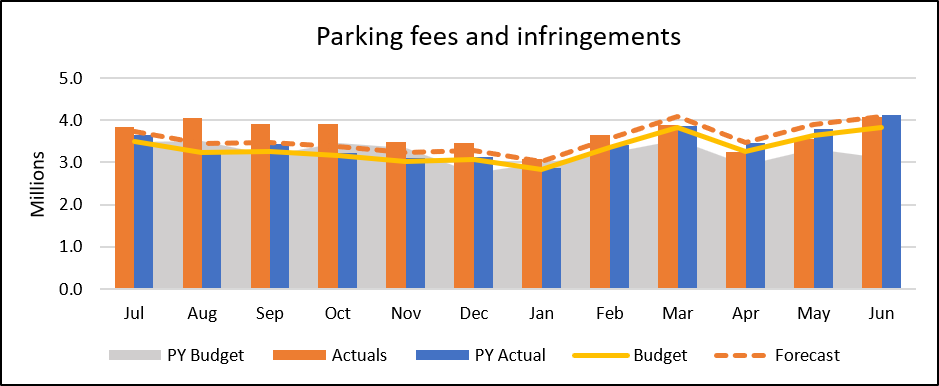 Parking fees and infringements
5.0
4.0
3.0
2.0
1.0
0.0
Millions
Jul Aug Sep Oct Nov Dec Jan Feb Mar Apr May Jun
PY Budget Actuals PY Actual Budget Forecast